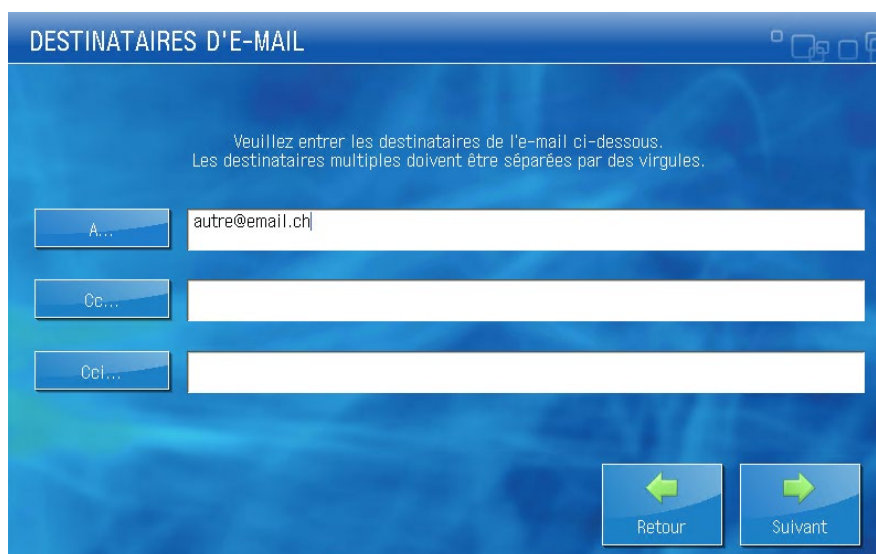 DESTINATAIRES D'E-MAIL
Veuillez entrer les destinataires de l'e-mail ci-dessous.
Les destinataires multiples doivent être séparées par des virgules.
A...
autre@email.ch
Cc...
Cci...
Retour
Suivant